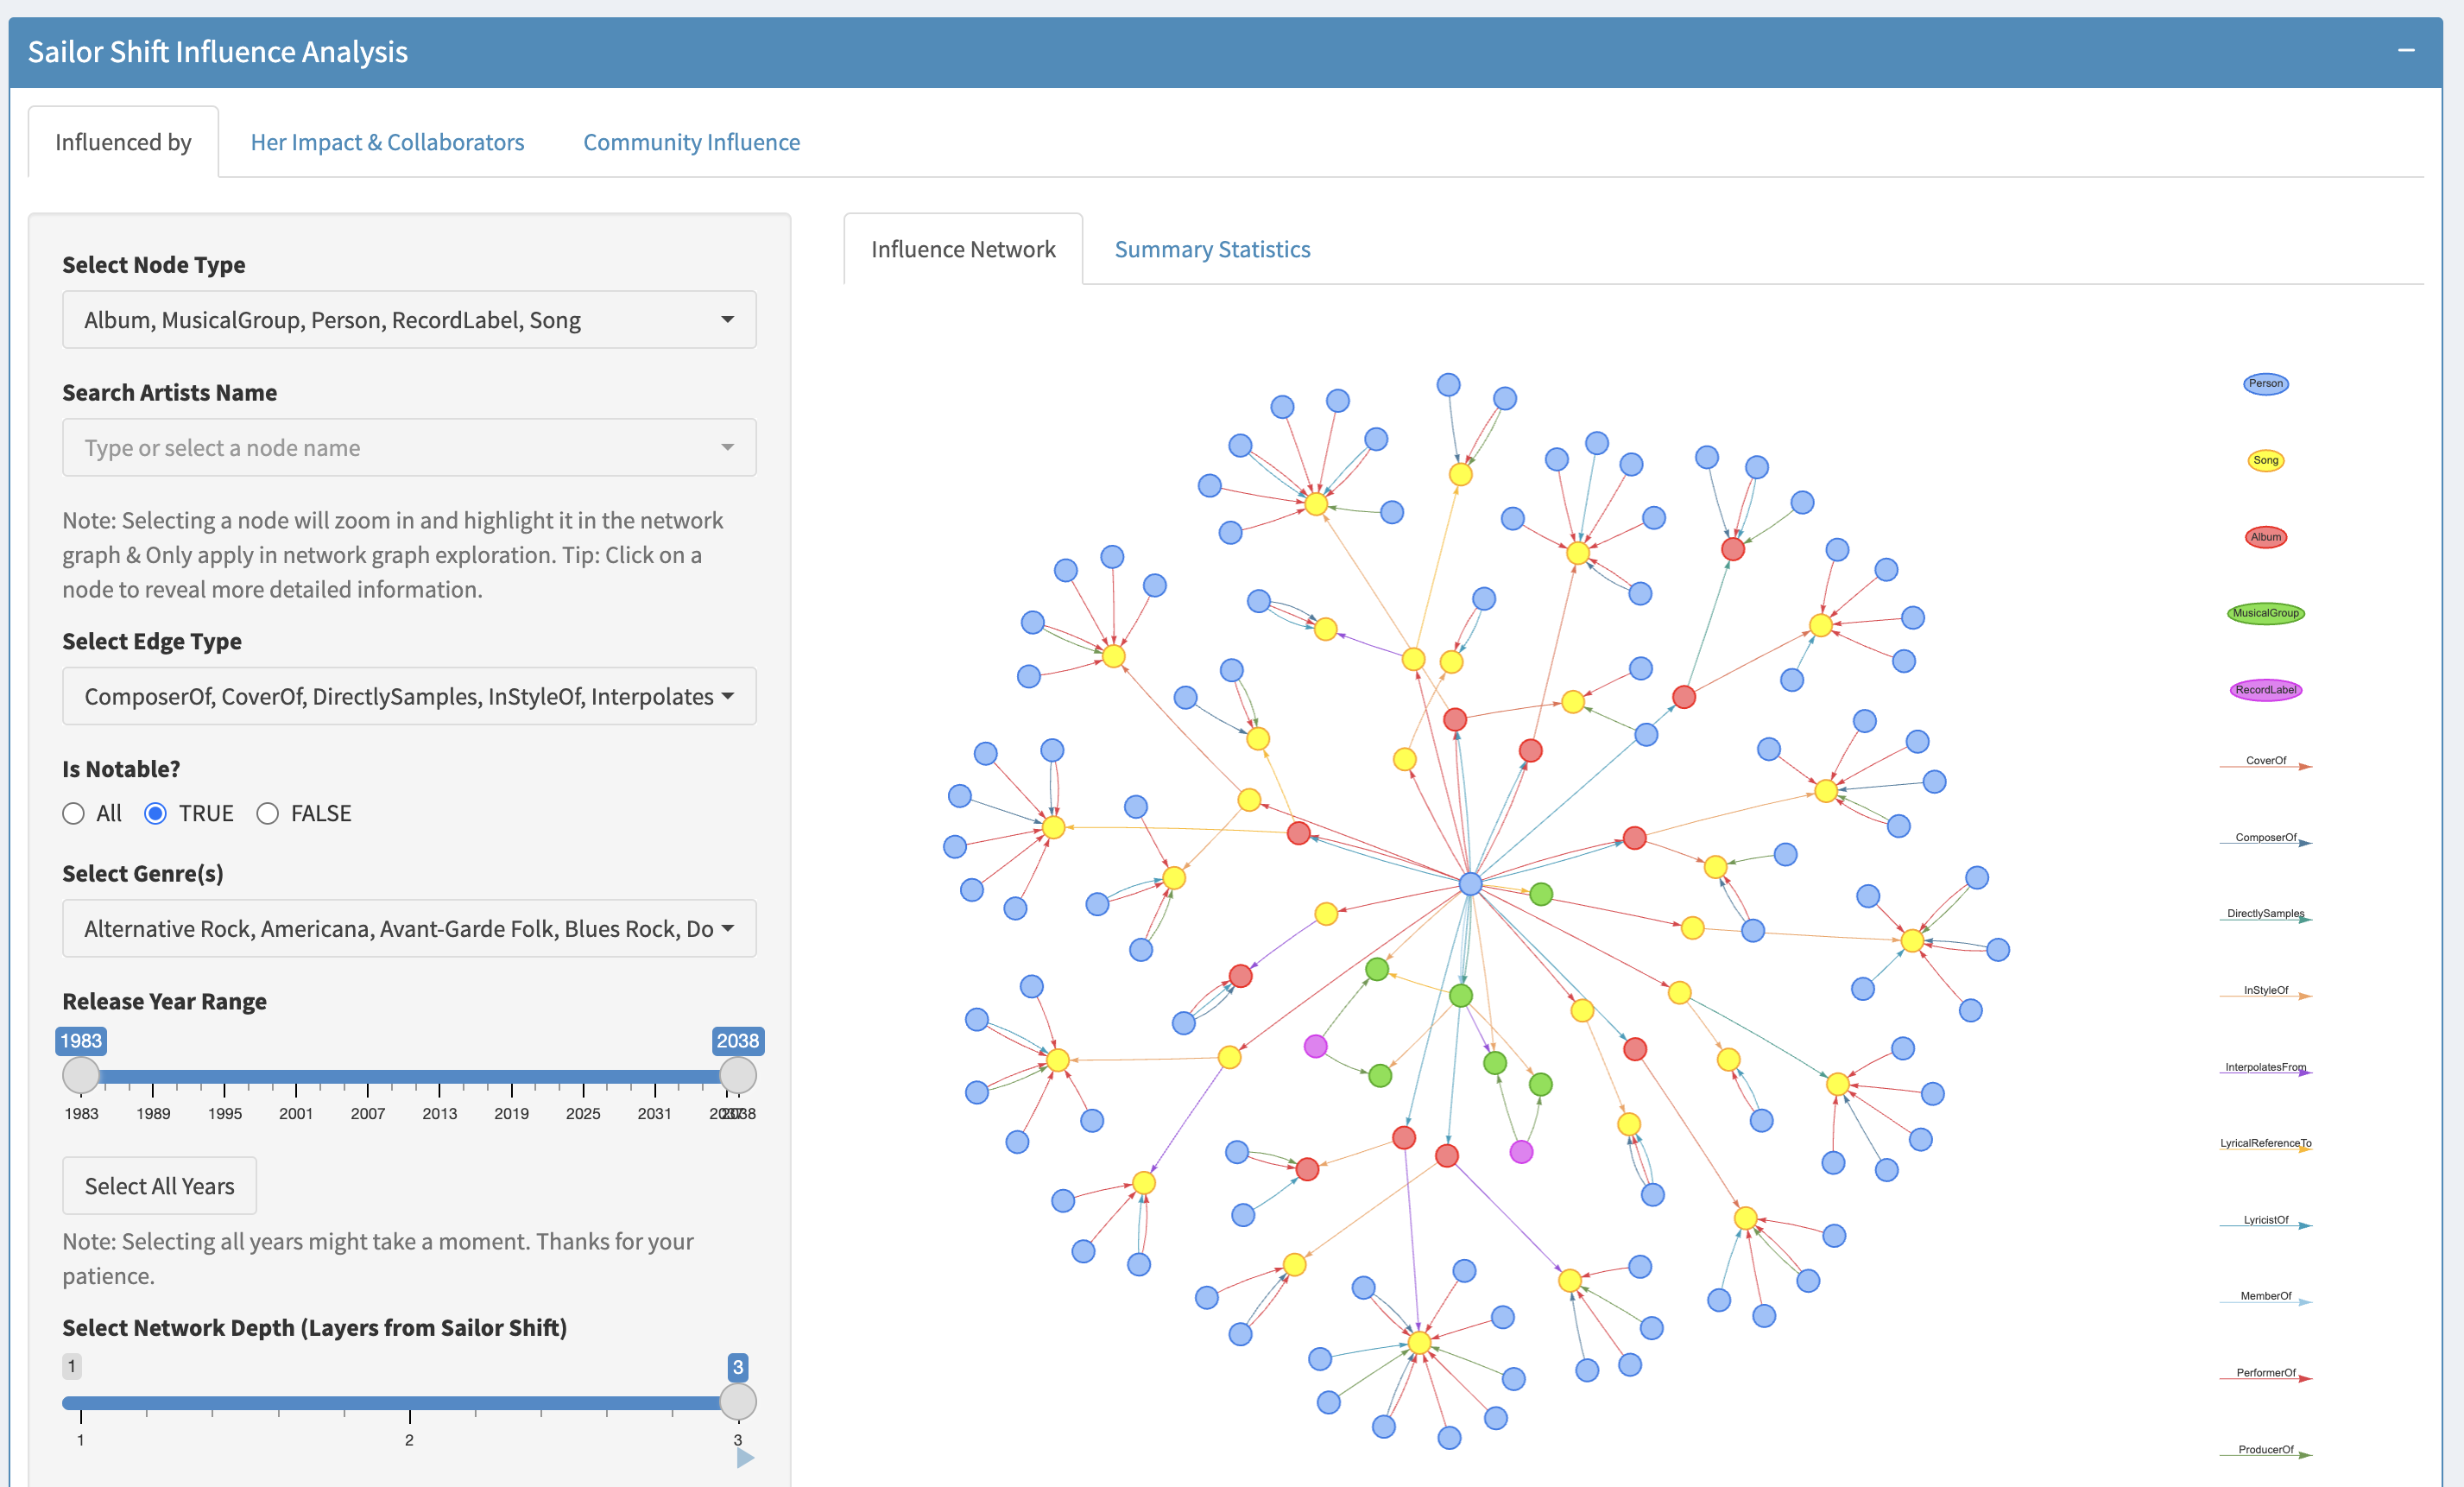 Sailor Shift Influence Analysis
Influenced by
Her Impact & Collaborators
Community Influence
Select Node Type
Album, MusicalGroup, Person, RecordLabel, Song
Search Artists Name
Type or select a node name
Note: Selecting a node will zoom in and highlight it in the network
graph & Only apply in network graph exploration. Tip: Click on a
node to reveal more detailed information.
Select Edge Type
ComposerOf, CoverOf, DirectlySamples, InStyleOf, Interpolates
Is Notable?
All TRUE FALSE
Select Genre(s)
Alternative Rock, Americana, Avant-Garde Folk, Blues Rock, Do
Release Year Range
1983 2038
1983 1989 1995 2001 2007 2013 2019 2025 2031 2037 2038
Select All Years
Note: Selecting all years might take a moment. Thanks for your
patience.
Select Network Depth (Layers from Sailor Shift)
1 3
1 2 3
Influence Network
Summary Statistics
Person
Song
Album
MusicalGroup
RecordLabel
CoverOf
ComposerOf
DirectlySamples
InStyleOf
InterpolatesFrom
LyricalReferenceTo
LyricistOf
MemberOf
PerformerOf
ProducerOf